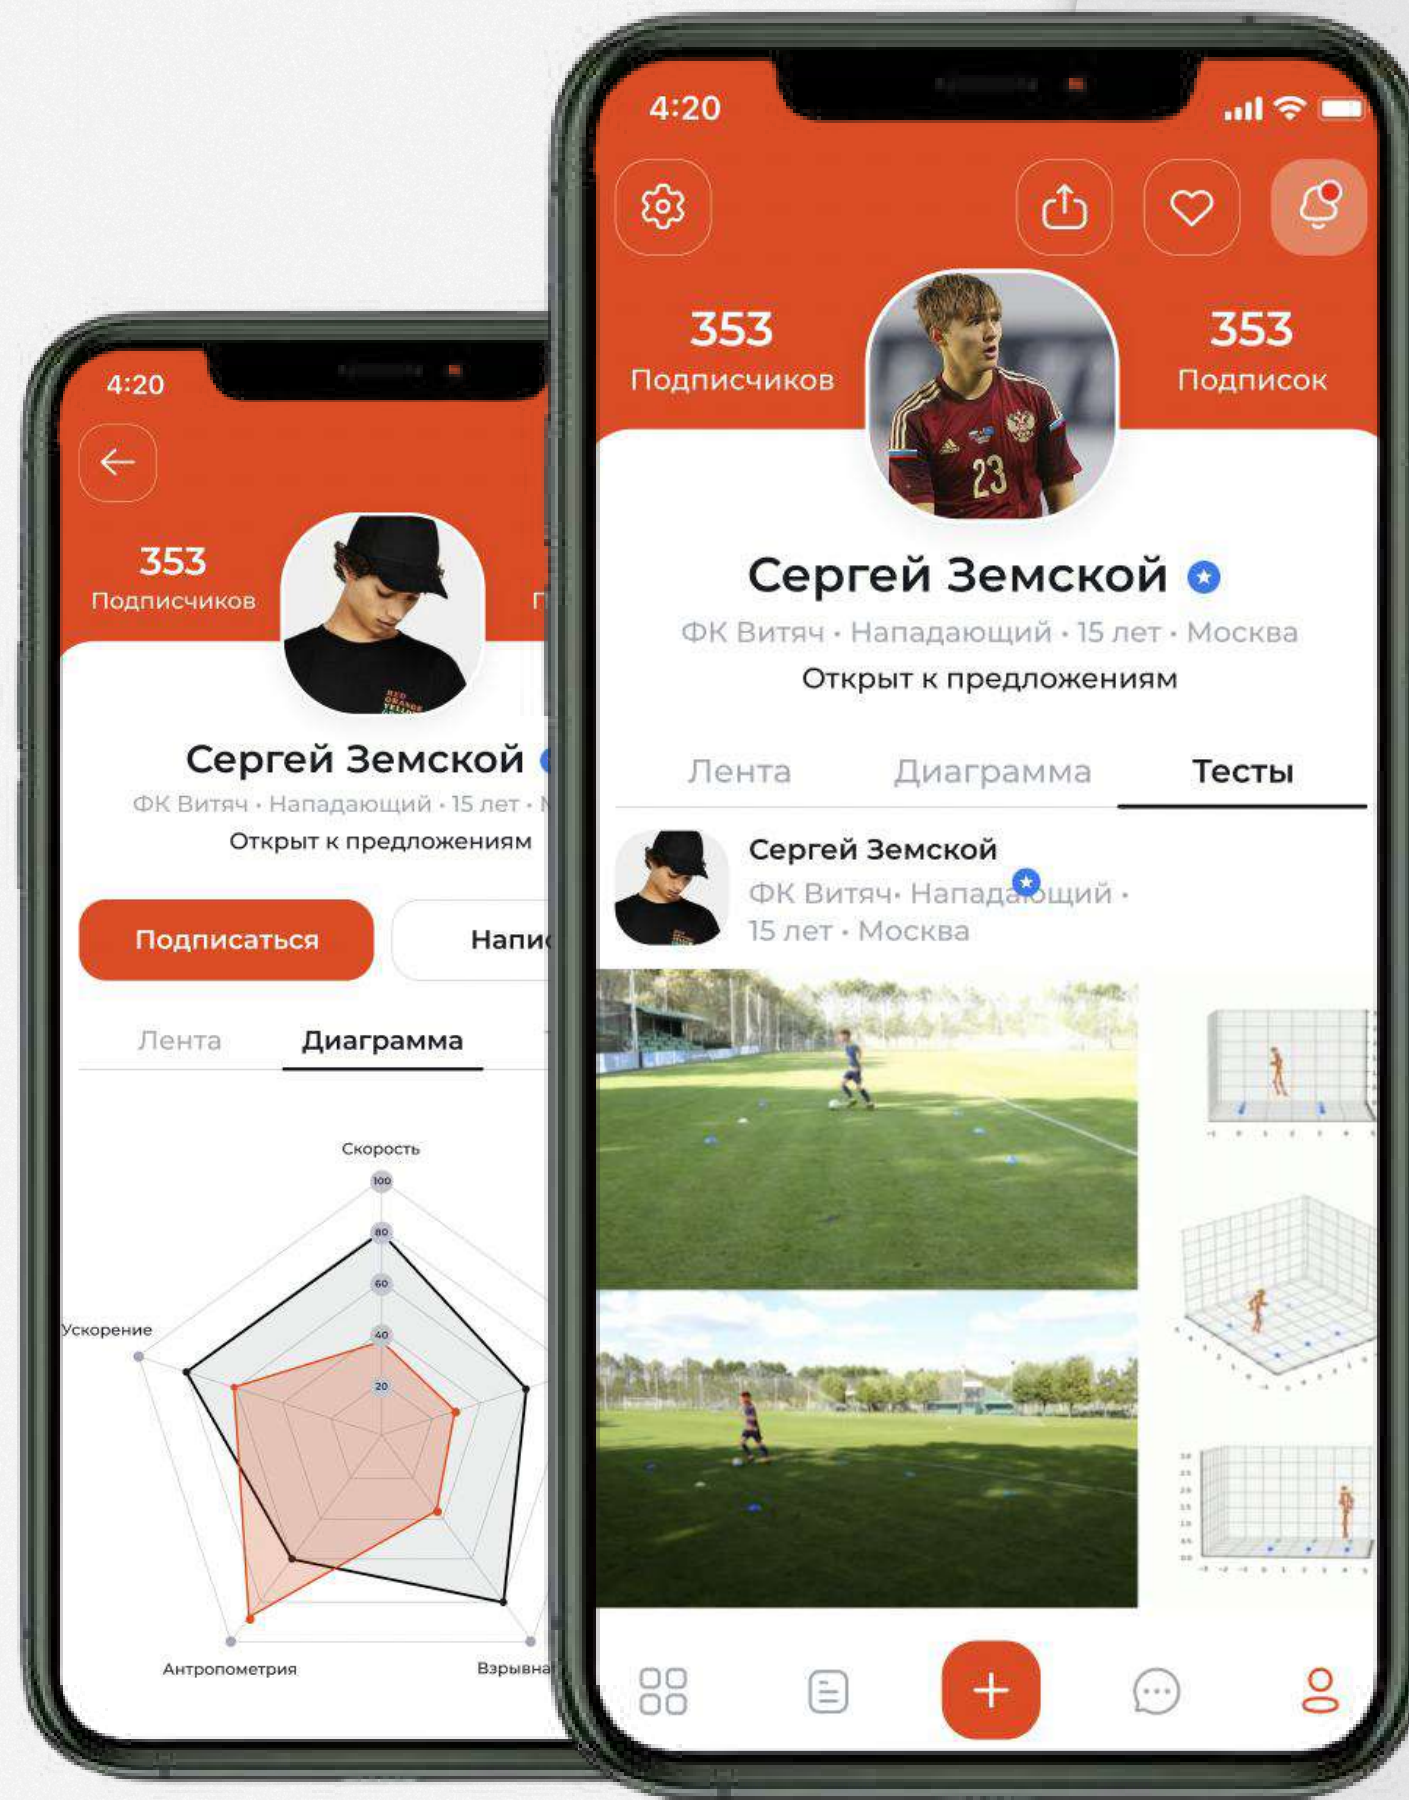 4:20
353
Подписчиков
Сергей Земской
ФК Витяч • Нападающий • 15 лет •
Открыт к предложениям
Подписаться
Лента
Диаграмма
Скорость
100
80
60
40
20
Ускорение
Антропометрия
4:20
353
Подписчиков
353
Подписок
23
Сергей Земской
ФК Витяч • Нападающий • 15 лет • Москва
Открыт к предложениям
Лента
Диаграмма
Тесты
Сергей Земской
ФК Витяч• Нападающий •
15 лет • Москва